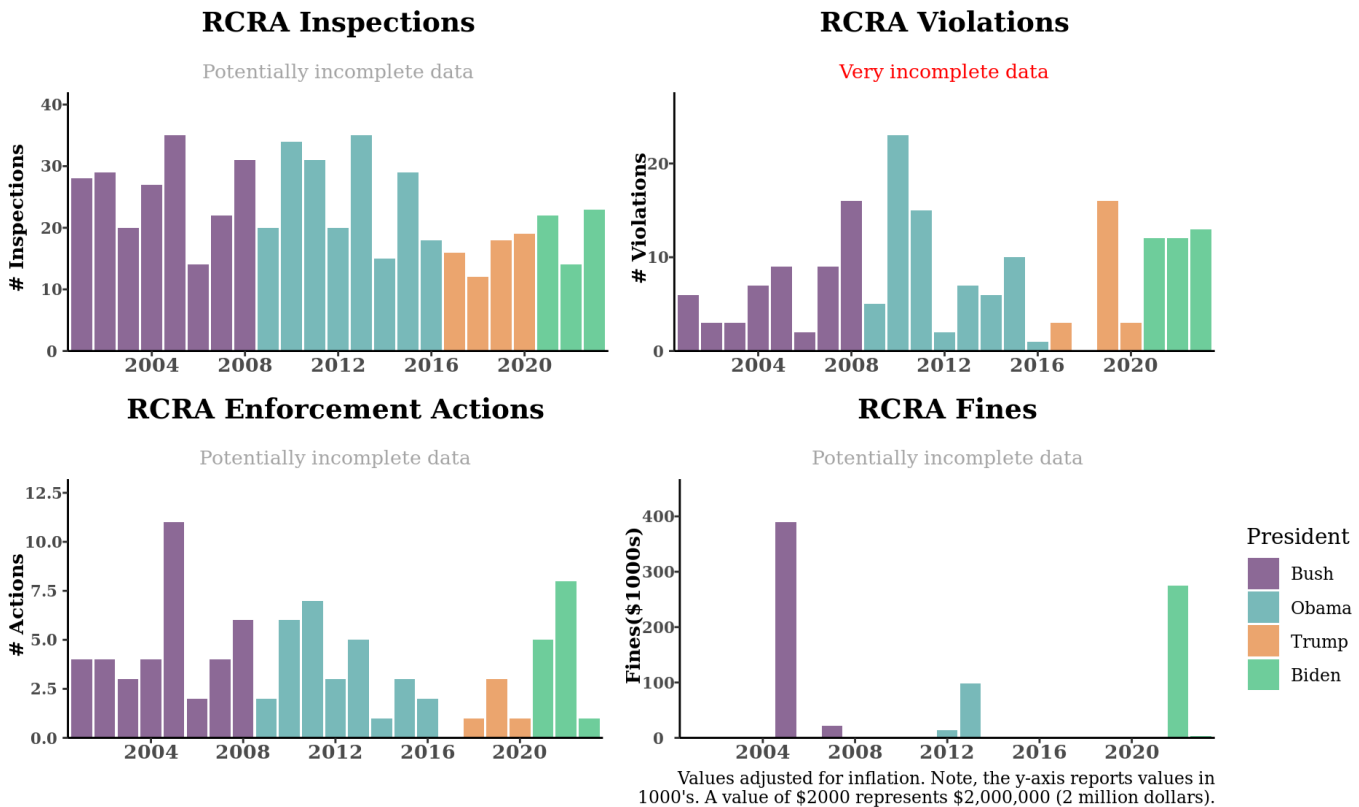 RCRA Inspections
Potentially incomplete data
# Inspections
40
30
20
10
0
2004 2008 2012 2016 2020
RCRA Violations
Very incomplete data
# Violations
20
10
0
2004 2008 2012 2016 2020
RCRA Enforcement Actions
Potentially incomplete data
# Actions
12.5
10.0
7.5
5.0
2.5
0.0
2004 2008 2012 2016 2020
RCRA Fines
Potentially incomplete data
Fines($1000s)
400
300
200
100
0
2004 2008 2012 2016 2020
President
Bush
Obama
Trump
Biden
Values adjusted for inflation. Note, the y-axis reports values in
1000's. A value of $2000 represents $2,000,000 (2 million dollars).